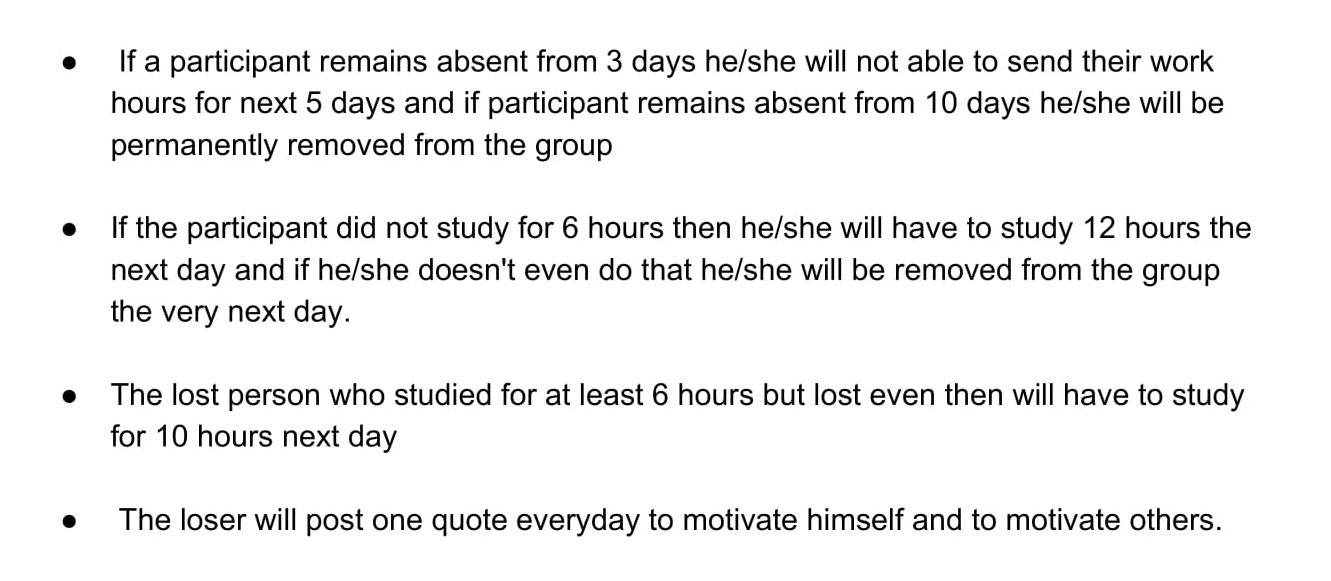 ● If a participant remains absent from 3 days he/she will not able to send their work
hours for next 5 days and if participant remains absent from 10 days he/she will be
permanently removed from the group
● If the participant did not study for 6 hours then he/she will have to study 12 hours the
next day and if he/she doesn't even do that he/she will be removed from the group
the very next day.
● The lost person who studied for at least 6 hours but lost even then will have to study
for 10 hours next day
● The loser will post one quote everyday to motivate himself and to motivate others.